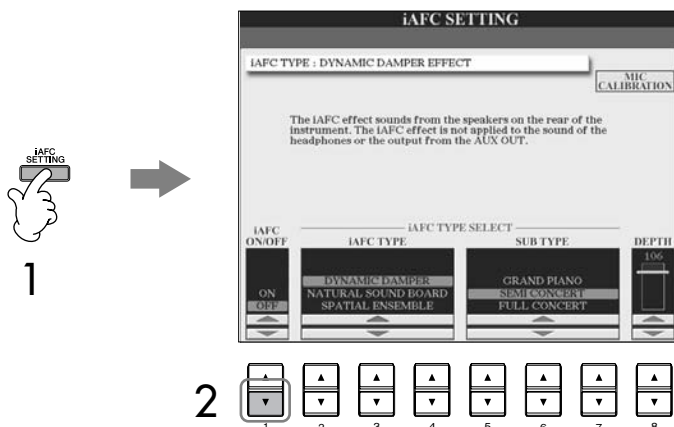 iAFC SETTING
iAFC TYPE : DYNAMIC DAMPER EFFECT
MIC
CALIBRATION
The iAFC effect sounds from the speakers on the rear of the
instrument. The iAFC effect is not applied to the sound of the
headphones or the output from the AUX OUT.
iAFC
SETTING
1
iAFC TYPE SELECT
iAFC
ON/OFF
iAFC TYPE
SUB TYPE
DEPTH
106
ON
OFF
DYNAMIC DAMPER
NATURAL SOUND BOARD
SPATIAL ENSEMBLE
GRAND PIANO
SEMI CONCERT
FULL CONCERT
2
1 2 3 4 5 6 7 8